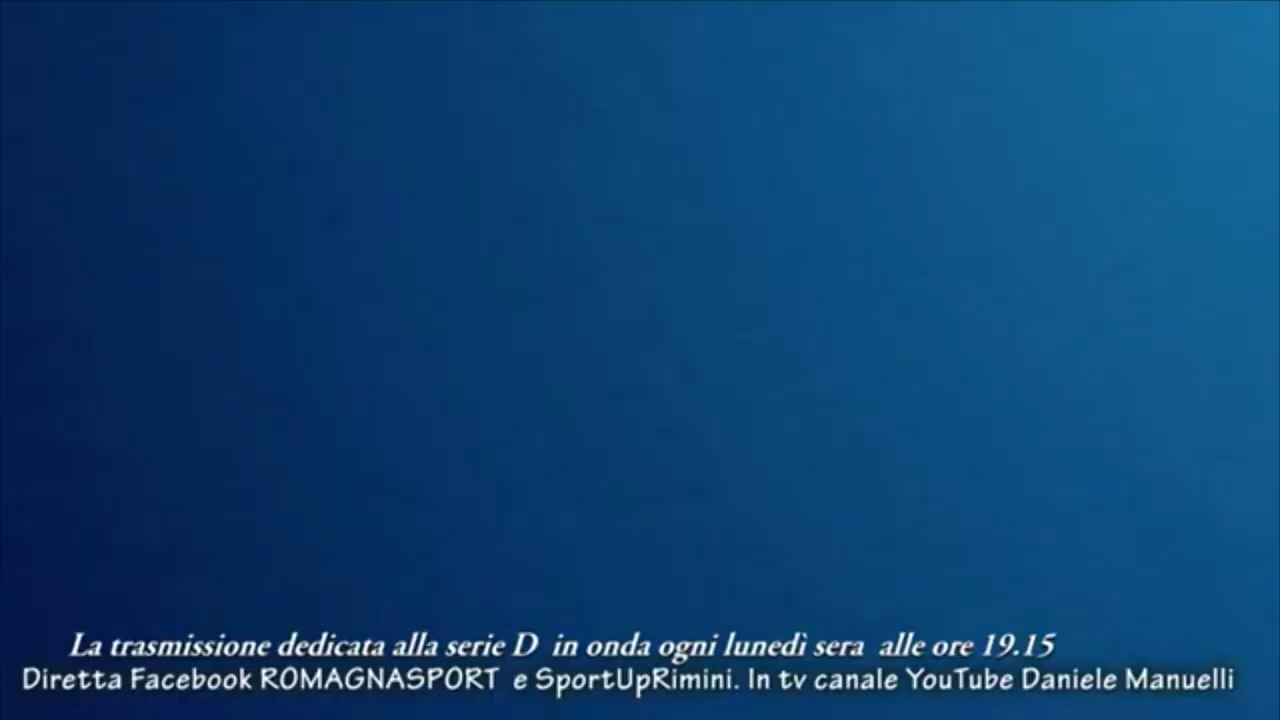 La trasmissione dedicata alla serie D in onda ogni lunedì sera alle ore 19.15
Diretta Facebook ROMAGNASPORT e SportUpRimini. In tv canale YouTube Daniele Manuelli